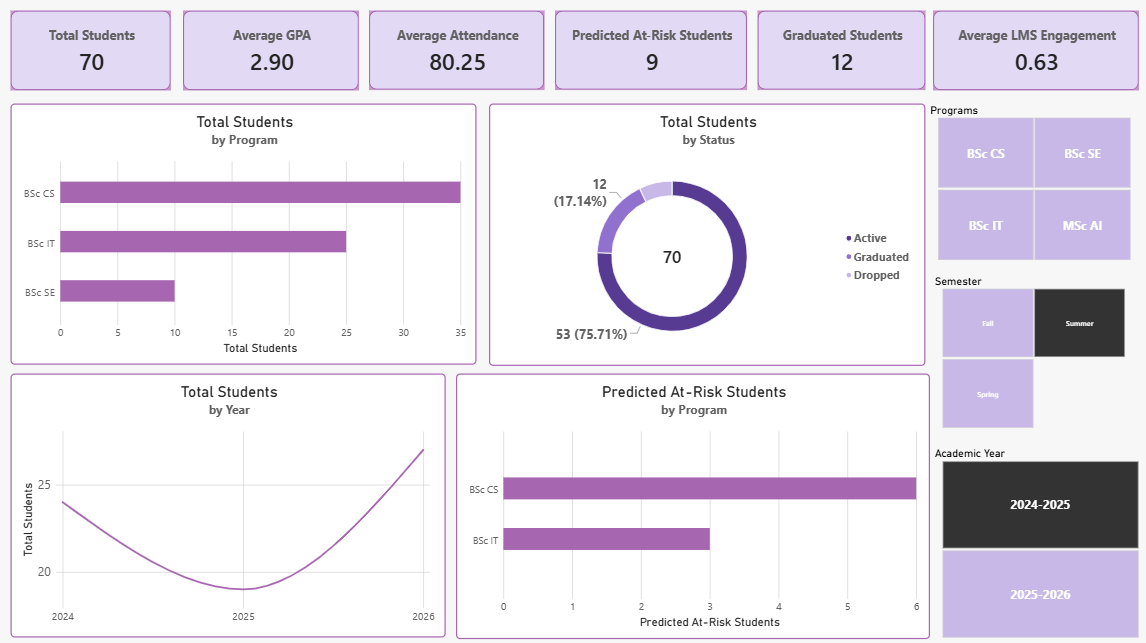 Total Students
70
Average GPA
2.90
Average Attendance
80.25
Predicted At-Risk Students
9
Graduated Students
12
Average LMS Engagement
0.63
Total Students
by Program
BSc CS
BSc IT
BSc SE
0 5 10 15 20 25 30 35
Total Students
Total Students
by Status
12
(17.14%)
70
53 (75.71%)
Active
Graduated
Dropped
Programs
BSc CS
BSc SE
BSc IT
MSc AI
Semester
Fall
Summer
Spring
Total Students
by Year
Total Students
25
20
2024 2025 2026
Predicted At-Risk Students
by Program
BSc CS
BSc IT
0 1 2 3 4 5 6
Predicted At-Risk Students
Academic Year
2024-2025
2025-2026